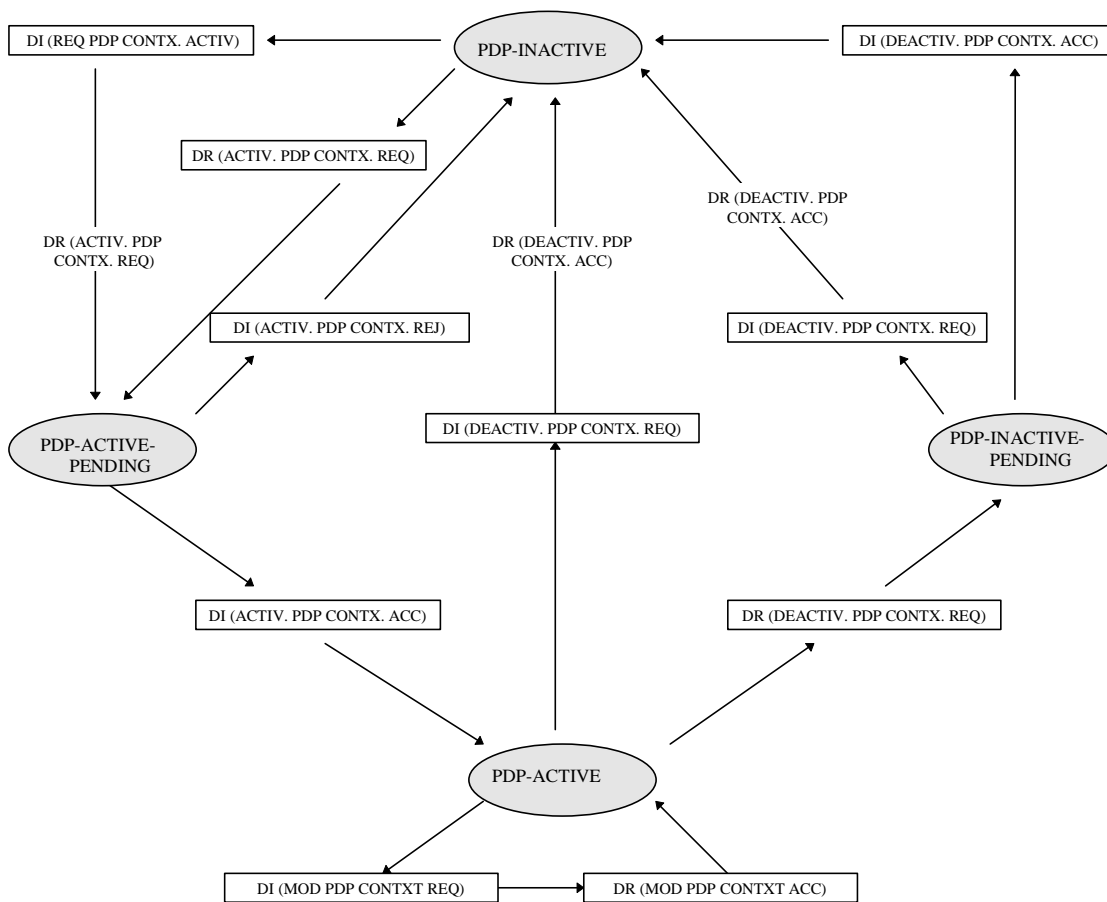 DI (REQ PDP CONTX. ACTIV)
PDP-INACTIVE
DI (DEACTIV. PDP CONTX. ACC)
DR (ACTIV. PDP CONTX. REQ)
DR (DEACTIV. PDP
CONTX. ACC)
DR (ACTIV. PDP
CONTX. REQ)
DR (DEACTIV. PDP
CONTX. ACC)
DI (ACTIV. PDP CONTX. REJ)
DI (DEACTIV. PDP CONTX. REQ)
PDP-ACTIVE-
PENDING
DI (DEACTIV. PDP CONTX. REQ)
PDP-INACTIVE-
PENDING
DI (ACTIV. PDP CONTX. ACC)
DR (DEACTIV. PDP CONTX. REQ)
PDP-ACTIVE
DI (MOD PDP CONTXT REQ)
DR (MOD PDP CONTXT ACC)